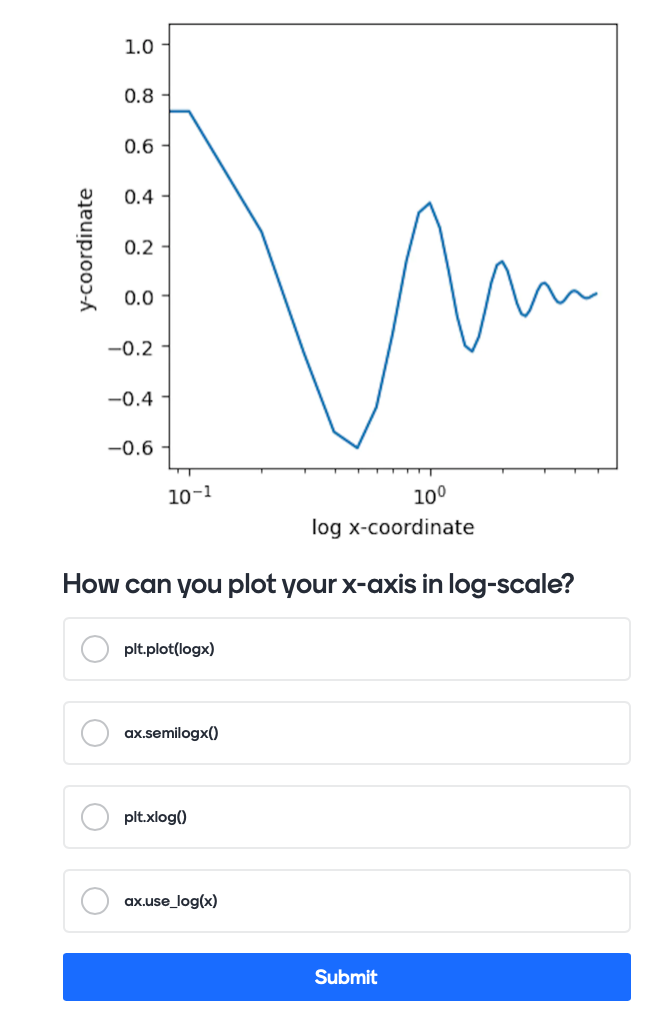 1.0
0.8
0.6
0.4
0.2
0.0
−0.2
−0.4
−0.6
y-coordinate
10⁻¹ 10⁰
log x-coordinate
How can you plot your x-axis in log-scale?
plt.plot(logx)
ax.semilogx()
plt.xlog()
ax.use_log(x)
Submit